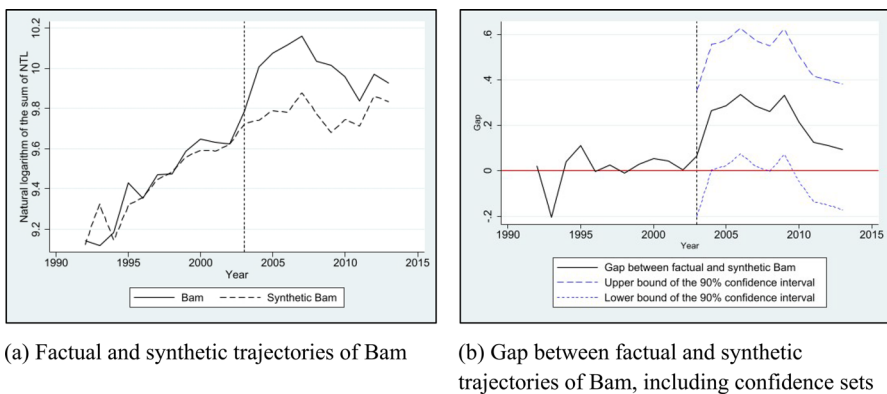 Natural logarithm of the sum of NTL
10.2
10
9.8
9.6
9.4
9.2
1990 1995 2000 2005 2010 2015
Year
Bam Synthetic Bam
(a) Factual and synthetic trajectories of Bam
Gap
.6
.4
.2
0
-.2
1990 1995 2000 2005 2010 2015
Year
Gap between factual and synthetic Bam
Upper bound of the 90% confidence interval
Lower bound of the 90% confidence interval
(b) Gap between factual and synthetic
trajectories of Bam, including confidence sets